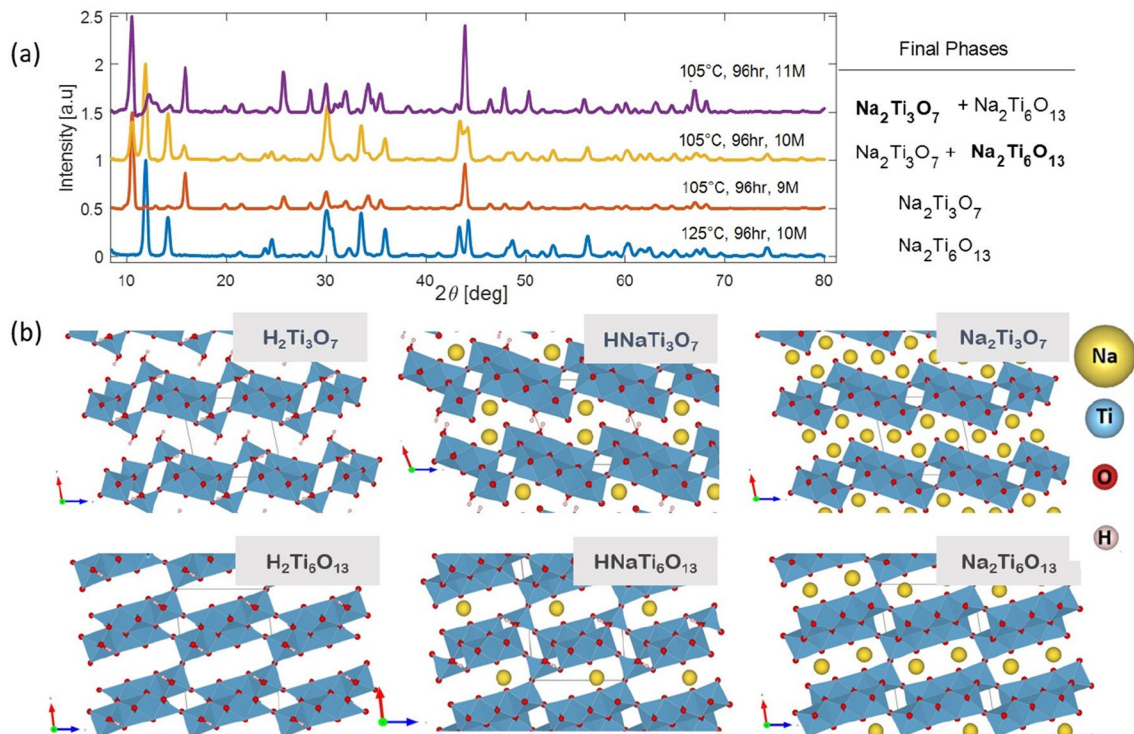 (a)
2.5
2
1.5
1
0.5
0
Intensity [a.u]
105°C, 96hr, 11M
105°C, 96hr, 10M
105°C, 96hr, 9M
125°C, 96hr, 10M
10 20 30 40 50 60 70 80
2θ [deg]
Final Phases
Na₂Ti₃O₇ + Na₂Ti₆O₁₃
Na₂Ti₃O₇ + Na₂Ti₆O₁₃
Na₂Ti₃O₇
Na₂Ti₆O₁₃
(b)
H₂Ti₃O₇
HNaTi₃O₇
Na₂Ti₃O₇
H₂Ti₆O₁₃
HNaTi₆O₁₃
Na₂Ti₆O₁₃
Na
Ti
O
H